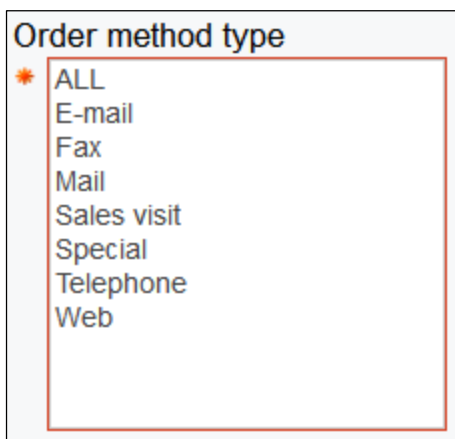 Order method type
ALL
E-mail
Fax
Mail
Sales visit
Special
Telephone
Web